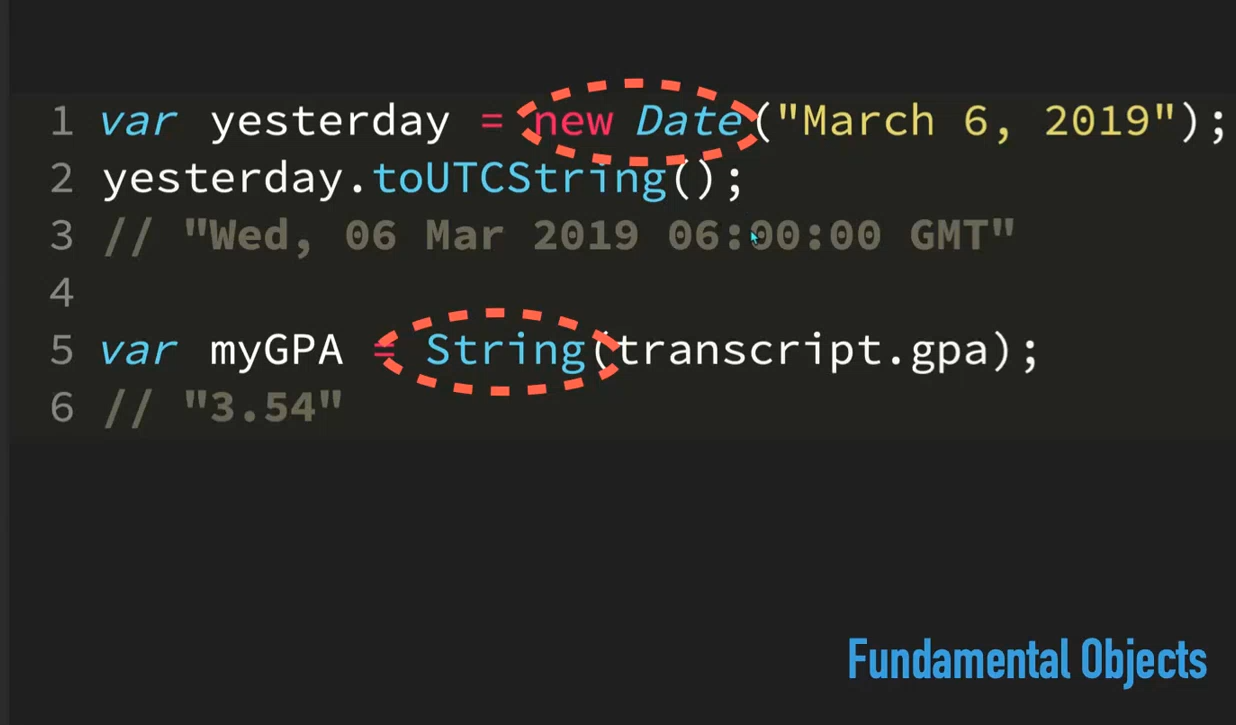 1 var yesterday = new Date("March 6, 2019");
2 yesterday.toUTCString();
3 // "Wed, 06 Mar 2019 06:00:00 GMT"
4
5 var myGPA = String(transcript.gpa);
6 // "3.54"
Fundamental Objects